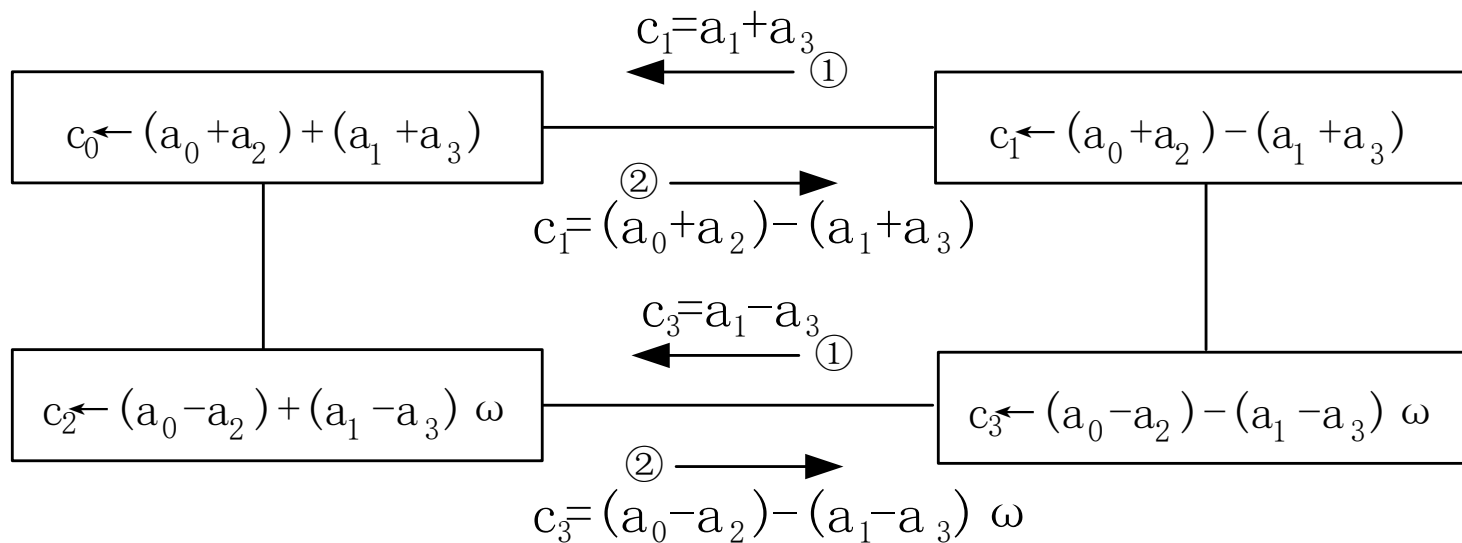 c₁=a₁+a₃
①
c₀←(a₀+a₂)+(a₁+a₃)
c₁←(a₀+a₂)-(a₁+a₃)
②
c₁=(a₀+a₂)-(a₁+a₃)
c₃=a₁-a₃
①
c₂←(a₀-a₂)+(a₁-a₃) ω
c₃←(a₀-a₂)-(a₁-a₃) ω
②
c₃=(a₀-a₂)-(a₁-a₃) ω